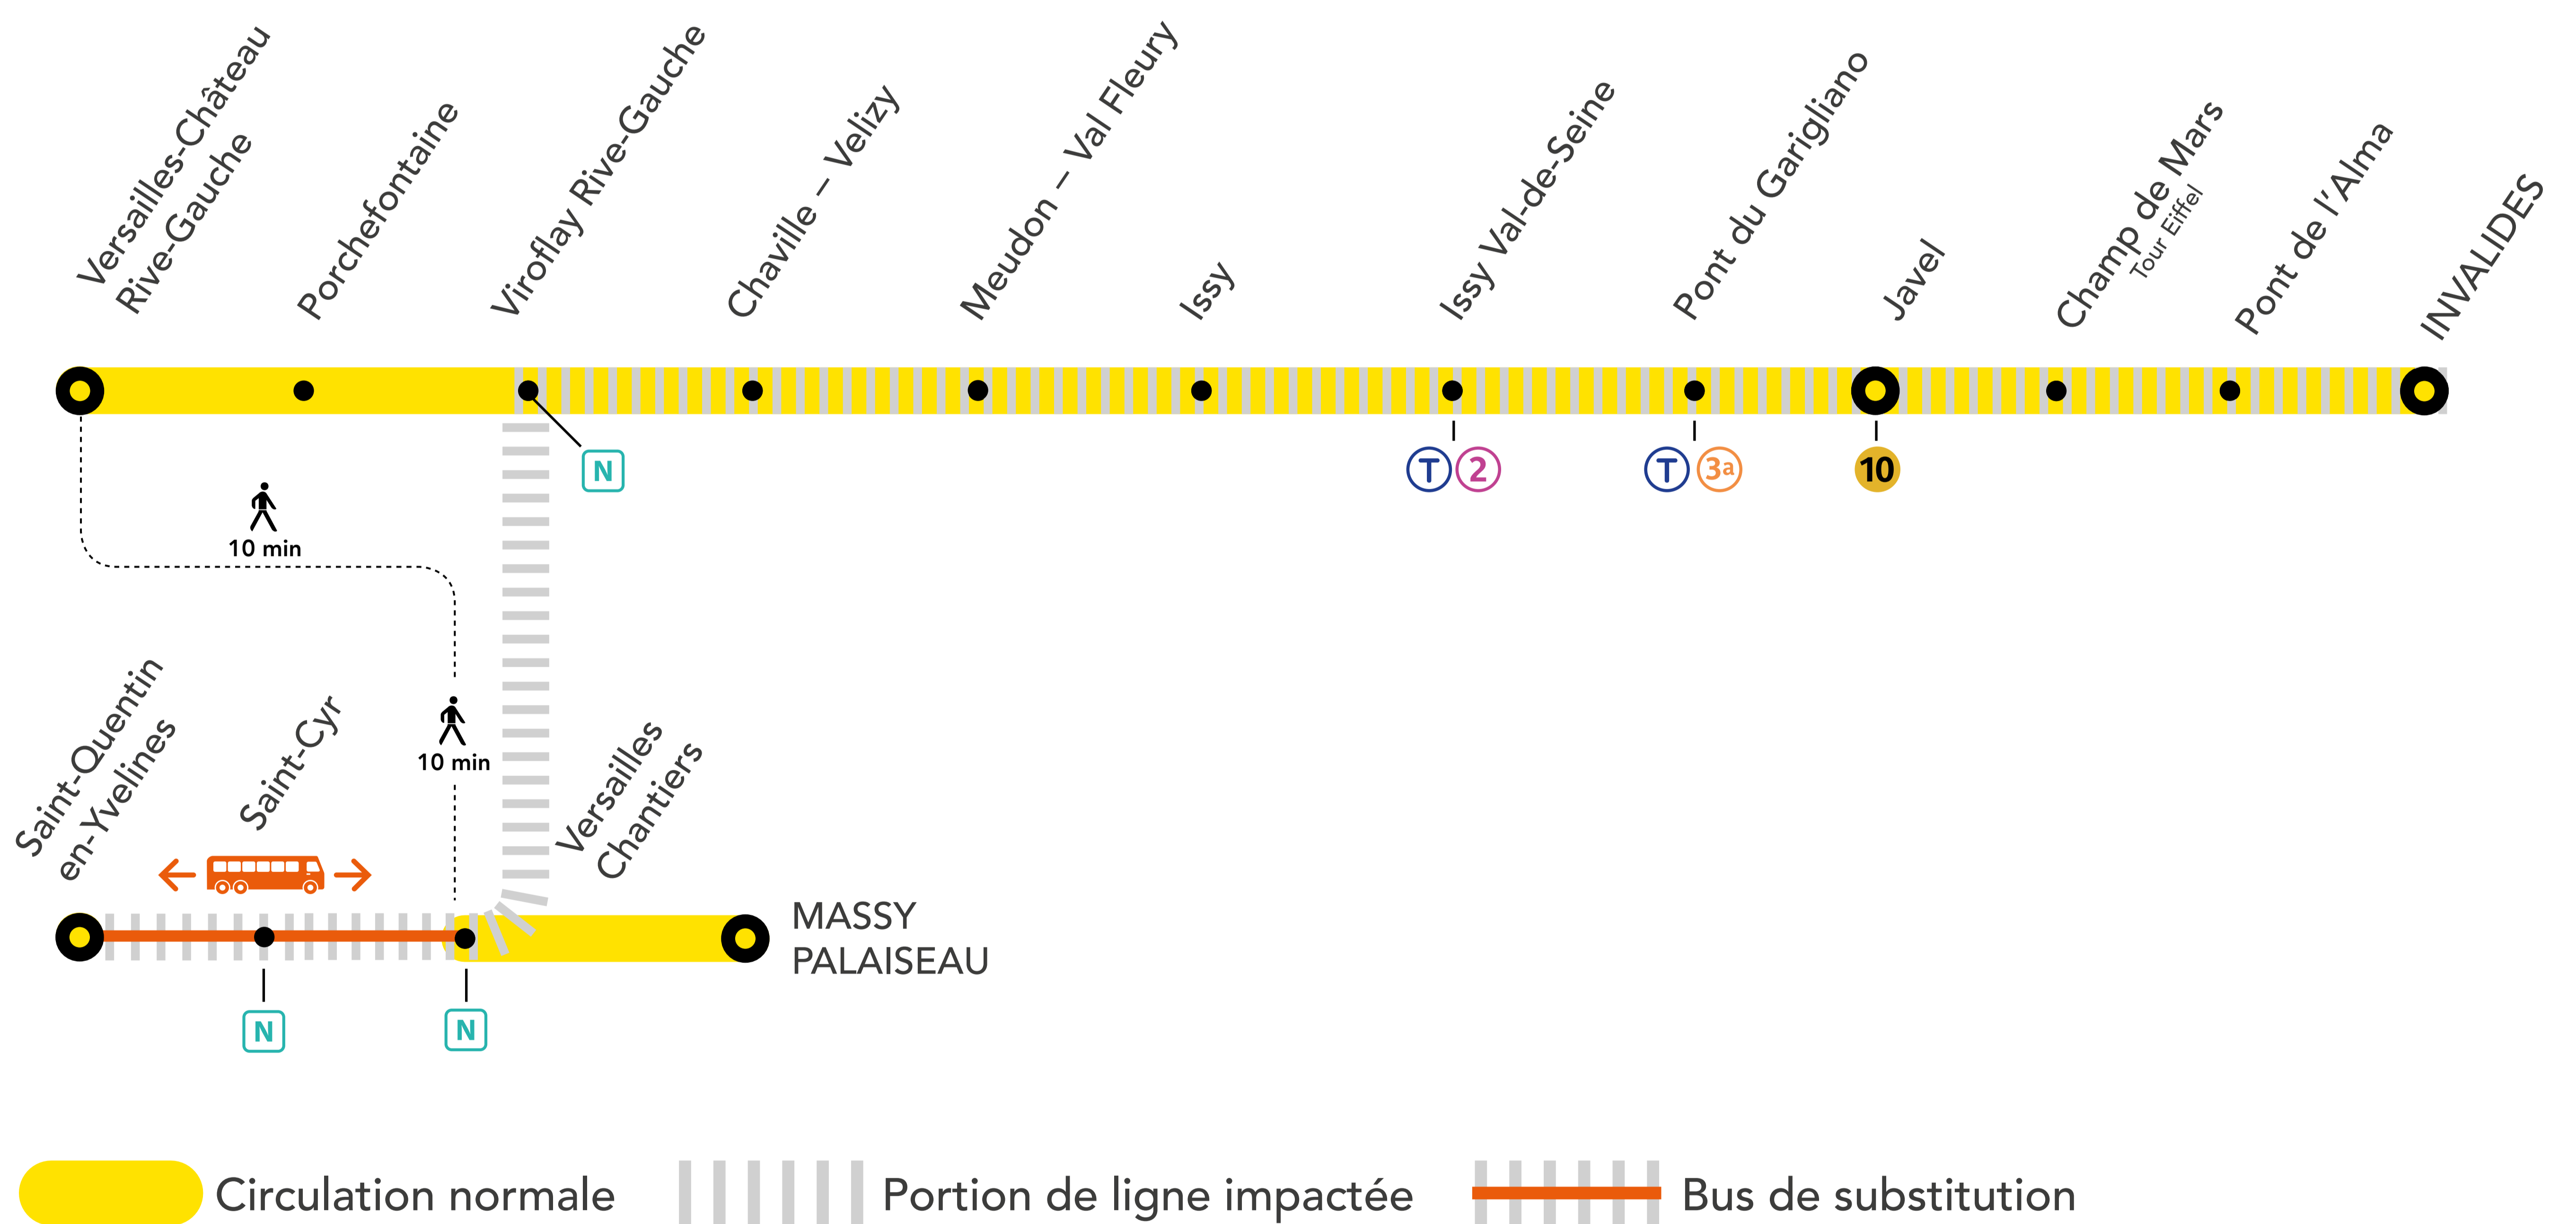 Versailles-Château
Rive-Gauche
Porchefontaine
Viroflay Rive-Gauche
Chaville – Velizy
Meudon – Val Fleury
Issy
Issy Val-de-Seine
Pont du Garigliano
Javel
Champ de Mars
Tour Eiffel
Pont de l'Alma
INVALIDES
N
T 2
T 3a
10
10 min
10 min
Saint-Quentin
en-Yvelines
Saint-Cyr
Versailles
Chantiers
MASSY
PALAISEAU
N
N
Circulation normale
Portion de ligne impactée
Bus de substitution